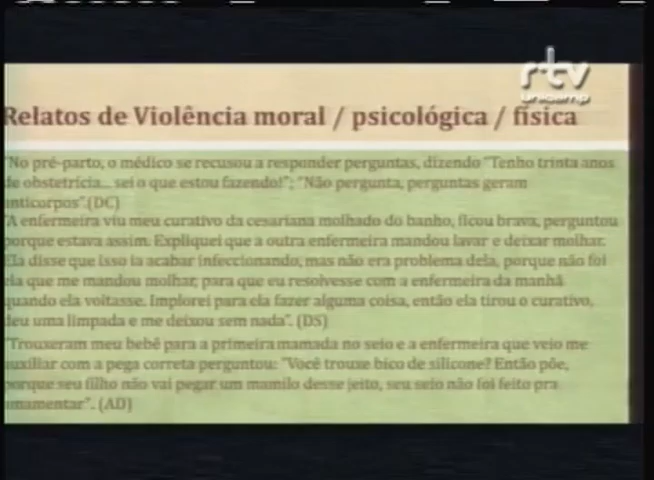 rtv
unicamp
Relatos de Violência moral / psicológica / física
"No pré-parto, o médico se recusou a responder perguntas, dizendo "Tenho trinta anos
de obstetrícia... sei o que estou fazendo!"; "Não pergunta, perguntas geram
anticorpos".(DC)
"A enfermeira viu meu curativo da cesariana molhado do banho, ficou brava, perguntou
porque estava assim. Expliquei que a outra enfermeira mandou lavar e deixar molhar.
Ela disse que isso ia acabar infeccionando, mas não era problema dela, porque não foi
ela que me mandou molhar, para que eu resolvesse com a enfermeira da manhã
quando ela voltasse. Implorei para ela fazer alguma coisa, então ela tirou o curativo,
deu uma limpada e me deixou sem nada". (DS)
"Trouxeram meu bebê para a primeira mamada no seio e a enfermeira que veio me
auxiliar com a pega correta perguntou: "Você trouxe bico de silicone? Então põe,
porque seu filho não vai pegar um mamilo desse jeito, seu seio não foi feito pra
amamentar". (AD)